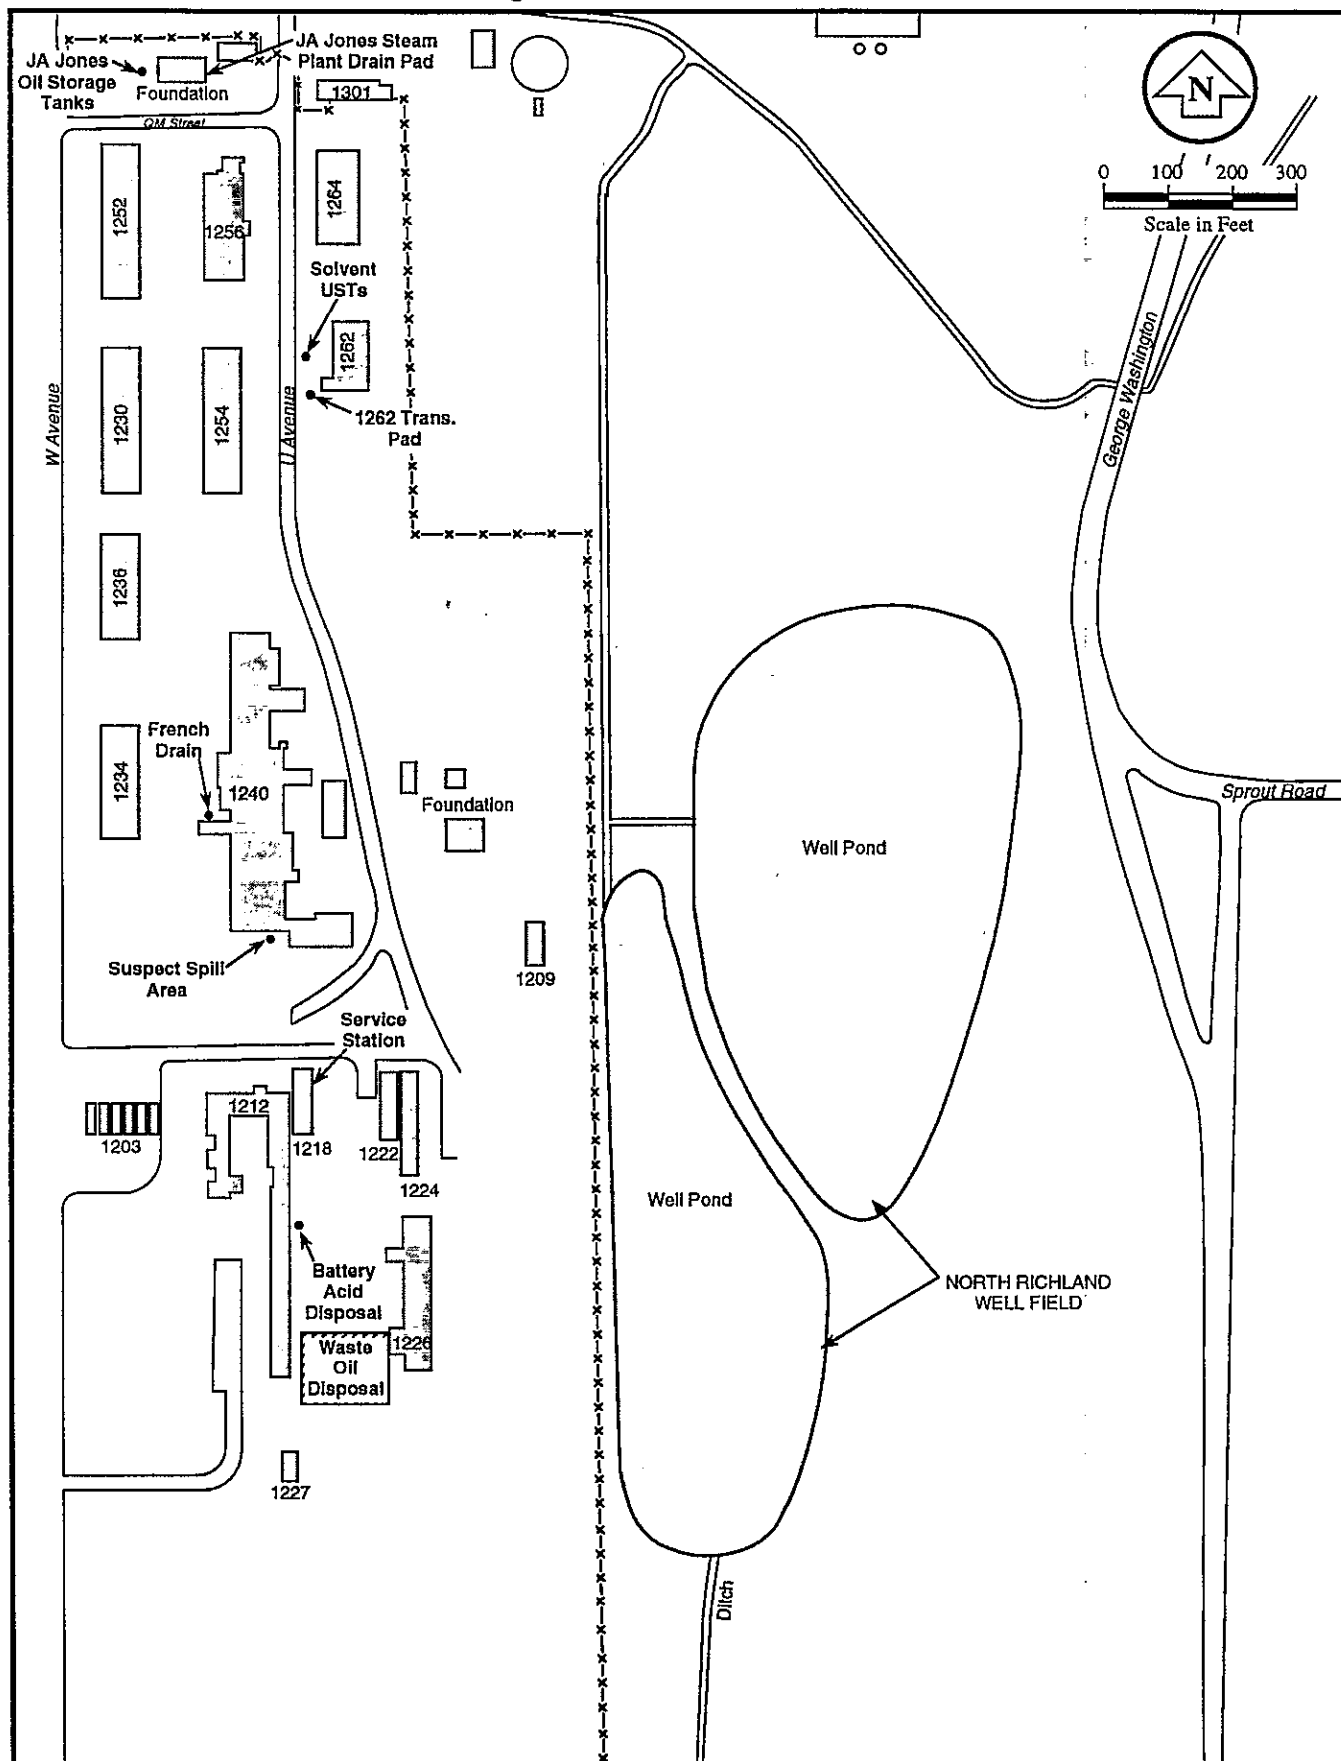 JA Jones
Oil Storage
Tanks
Foundation
JA Jones Steam
Plant Drain Pad
1301
QM Street
N
0 100 200 300
Scale in Feet
1252
1256
1264
Solvent
USTs
1262
1262 Trans.
Pad
W Avenue
1230
1254
U Avenue
George Washington
1236
French
Drain
1234
1240
Foundation
Well Pond
Sprout Road
Suspect Spill
Area
1209
Service
Station
1203
1212
1218
1222
1224
Well Pond
Battery
Acid
Disposal
NORTH RICHLAND
WELL FIELD
Waste
Oil
Disposal
1226
1227
Ditch